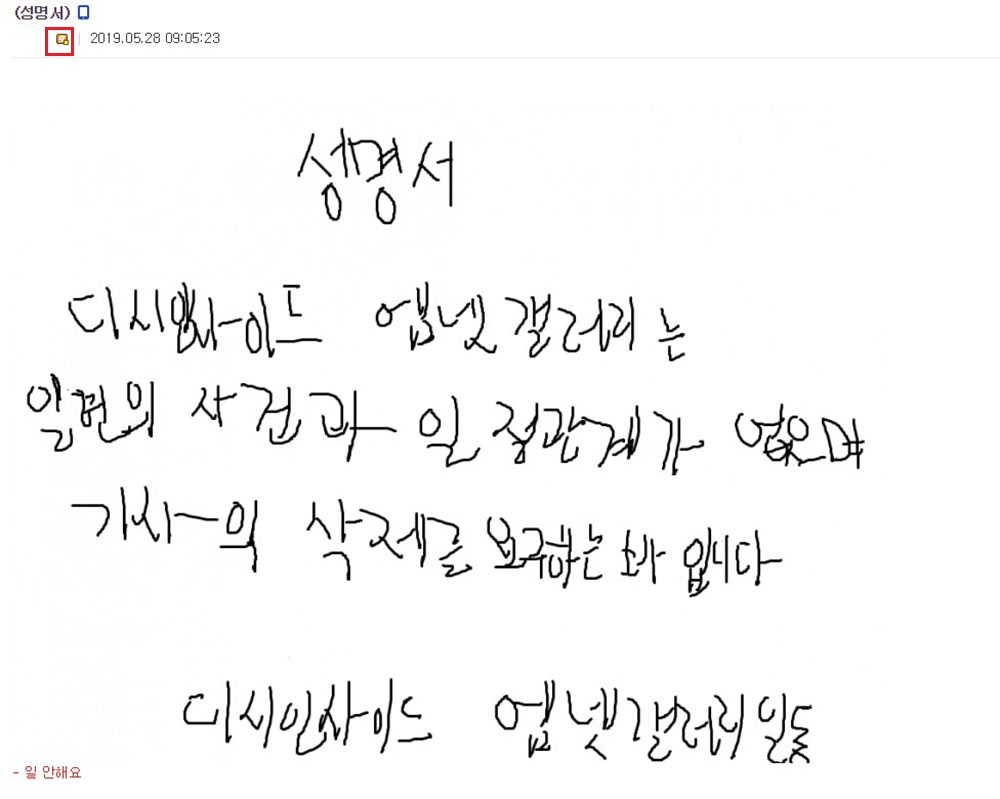 (성명서)
2019.05.28 09:05:23
성명서
디시인사이드 엠넷갤러리는
일련의 사건과 일절관계가 없으며
기사의 삭제를 요구하는 바 입니다
디시인사이드 엠넷갤러리일동
- 일 안해요